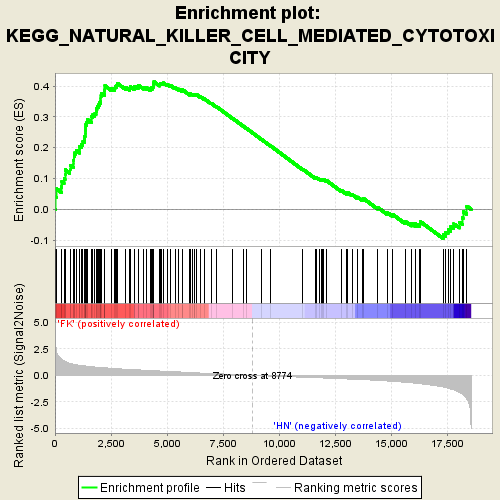 Enrichment plot:
KEGG_NATURAL_KILLER_CELL_MEDIATED_CYTOTOXI
CITY
Enrichment score (ES)
0.4
0.3
0.2
0.1
0.0
-0.1
'FK' (positively correlated)
Ranked list metric (Signal2Noise)
5.0
2.5
0.0
-2.5
-5.0
Zero cross at 8774
'HN' (negatively correlated)
0 2,500 5,000 7,500 10,000 12,500 15,000 17,500
Rank in Ordered Dataset
Enrichment profile Hits Ranking metric scores